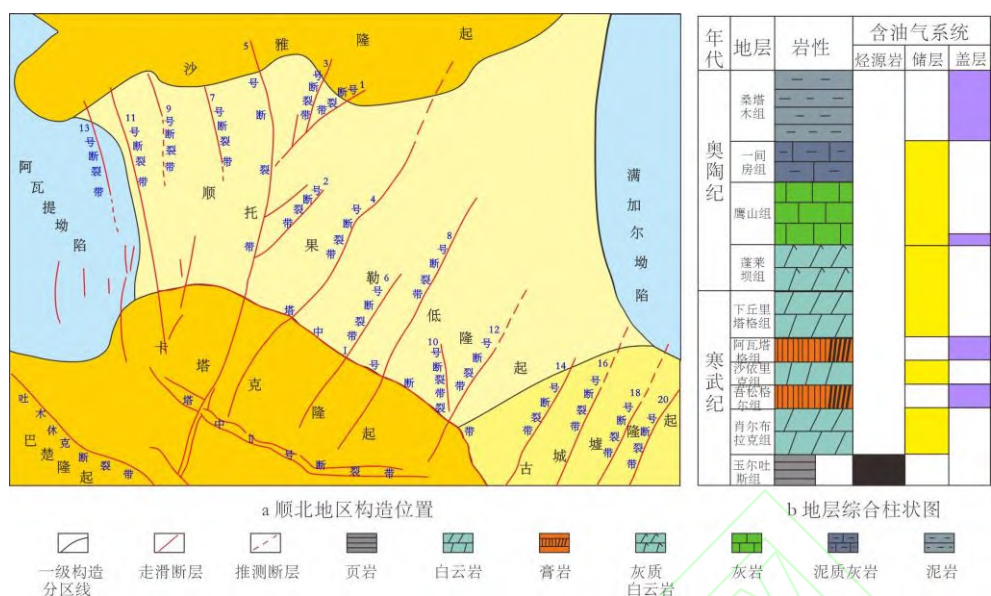 沙雅隆起
阿瓦提坳陷
满加尔坳陷
顺托果勒低隆起
卡塔克隆起
古城墟隆起
巴楚隆起
13号断裂带
11号断裂带
9号断裂带
7号断裂带
5号断裂带
3号断裂带
1号断裂带
2号断裂带
4号断裂带
8号断裂带
6号断裂带
10号断裂带
12号断裂带
14号断裂带
16号断裂带
18号断裂带
20号断裂带
塔中Ⅰ号断裂带
塔中Ⅱ号断裂带
吐木休克断裂带
a 顺北地区构造位置
年代 地层 岩性 含油气系统
烃源岩 储层 盖层
奥陶纪
桑塔木组
一间房组
鹰山组
蓬莱坝组
寒武纪
下丘里塔格组
阿瓦塔格组
沙依里克组
吾松格尔组
肖尔布拉克组
玉尔吐斯组
b 地层综合柱状图
一级构造分区线
走滑断层
推测断层
页岩
白云岩
膏岩
灰质白云岩
灰岩
泥质灰岩
泥岩